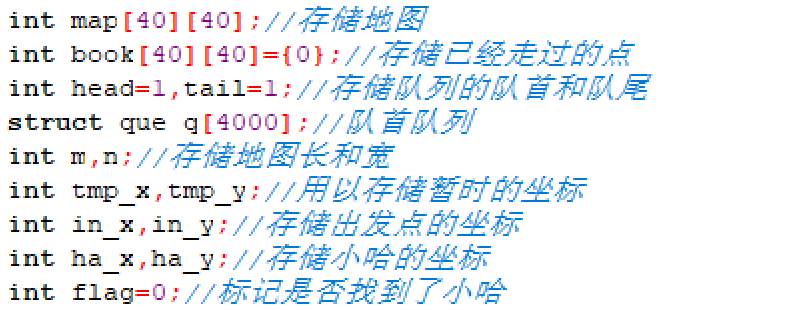 int map[40][40];//存储地图
int book[40][40]={0};//存储已经走过的点
int head=1,tail=1;//存储队列的队首和队尾
struct que q[4000];//队首队列
int m,n;//存储地图长和宽
int tmp_x,tmp_y;//用以存储暂时的坐标
int in_x,in_y;//存储出发点的坐标
int ha_x,ha_y;//存储小哈的坐标
int flag=0;//标记是否找到了小哈